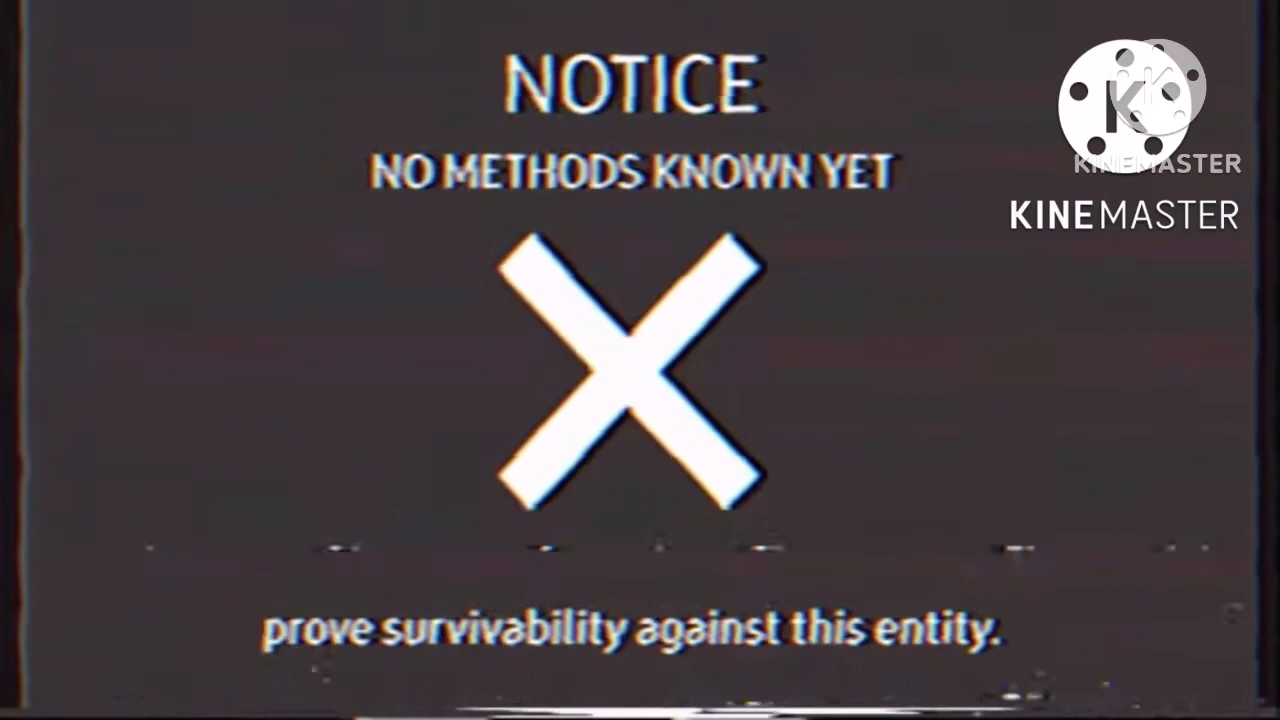 NOTICE
NO METHODS KNOWN YET
prove survivability against this entity.
K
K
KINEMASTER
KINEMASTER